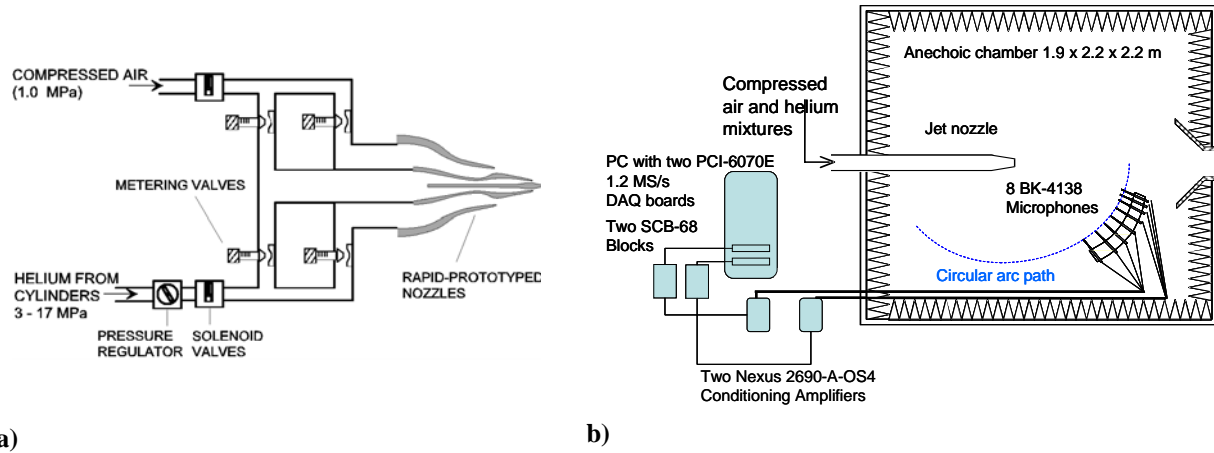 COMPRESSED AIR
(1.0 MPa)
METERING VALVES
HELIUM FROM
CYLINDERS
3 - 17 MPa
PRESSURE
REGULATOR
SOLENOID
VALVES
RAPID-PROTOTYPED
NOZZLES
a)
Anechoic chamber 1.9 x 2.2 x 2.2 m
Compressed
air and helium
mixtures
Jet nozzle
PC with two PCI-6070E
1.2 MS/s
DAQ boards
Two SCB-68
Blocks
8 BK-4138
Microphones
Circular arc path
Two Nexus 2690-A-OS4
Conditioning Amplifiers
b)